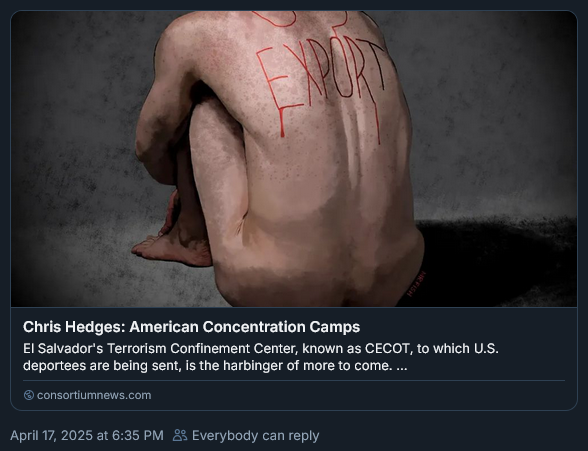 EXPORT
Chris Hedges: American Concentration Camps
El Salvador's Terrorism Confinement Center, known as CECOT, to which U.S.
deportees are being sent, is the harbinger of more to come. ...
consortiumnews.com
April 17, 2025 at 6:35 PM Everybody can reply